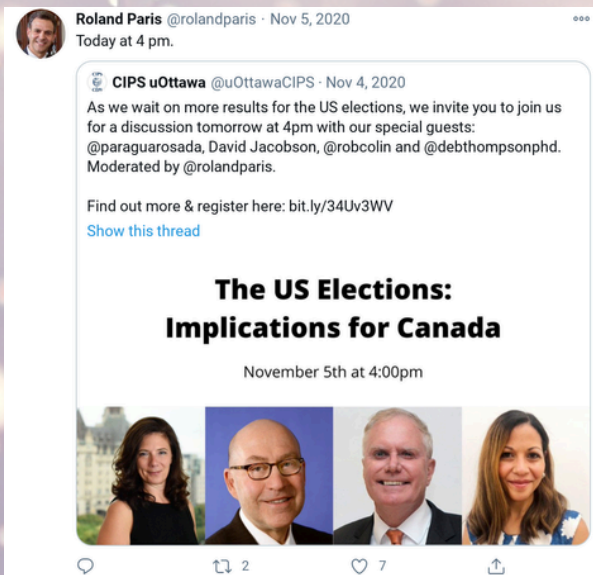 Roland Paris @rolandparis · Nov 5, 2020
Today at 4 pm.
CIPS uOttawa @uOttawaCIPS · Nov 4, 2020
As we wait on more results for the US elections, we invite you to join us
for a discussion tomorrow at 4pm with our special guests:
@paraguarosada, David Jacobson, @robcolin and @debthompsonphd.
Moderated by @rolandparis.
Find out more & register here: bit.ly/34Uv3WV
Show this thread
The US Elections:
Implications for Canada
November 5th at 4:00pm
2 7